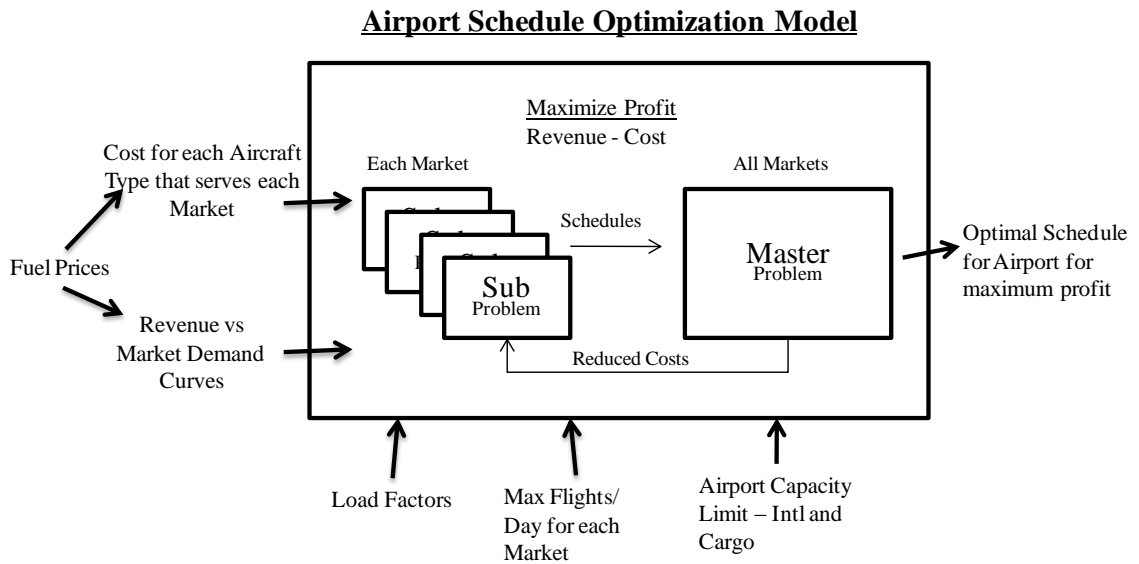 Airport Schedule Optimization Model
Maximize Profit
Revenue - Cost
Cost for each Aircraft
Type that serves each
Market
Each Market
All Markets
Schedules
Fuel Prices
Sub
Problem
Master
Problem
Optimal Schedule
for Airport for
maximum profit
Revenue vs
Market Demand
Curves
Reduced Costs
Load Factors
Max Flights/
Day for each
Market
Airport Capacity
Limit – Intl and
Cargo